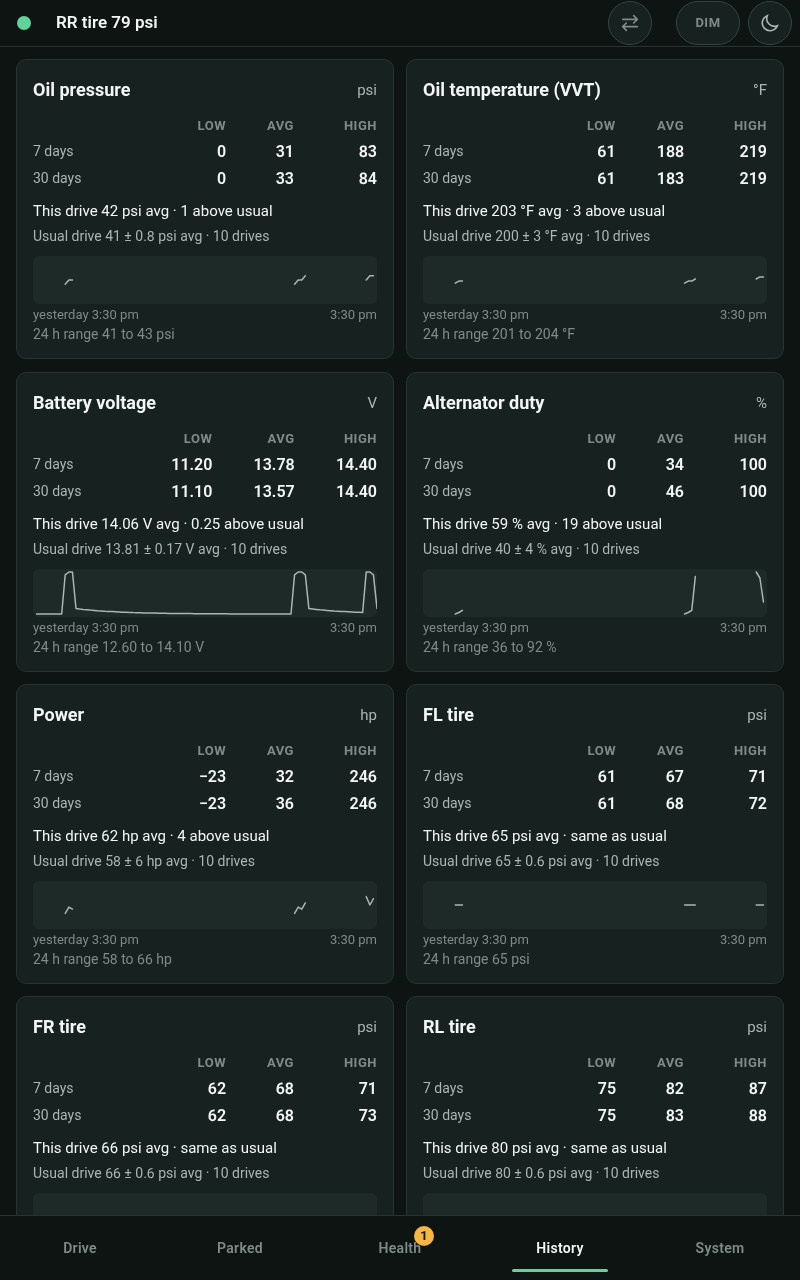 RR tire 79 psi
DIM
Oil pressure psi
LOW AVG HIGH
7 days 0 31 83
30 days 0 33 84
This drive 42 psi avg · 1 above usual
Usual drive 41 ± 0.8 psi avg · 10 drives
yesterday 3:30 pm 3:30 pm
24 h range 41 to 43 psi
Oil temperature (VVT) °F
LOW AVG HIGH
7 days 61 188 219
30 days 61 183 219
This drive 203 °F avg · 3 above usual
Usual drive 200 ± 3 °F avg · 10 drives
yesterday 3:30 pm 3:30 pm
24 h range 201 to 204 °F
Battery voltage V
LOW AVG HIGH
7 days 11.20 13.78 14.40
30 days 11.10 13.57 14.40
This drive 14.06 V avg · 0.25 above usual
Usual drive 13.81 ± 0.17 V avg · 10 drives
yesterday 3:30 pm 3:30 pm
24 h range 12.60 to 14.10 V
Alternator duty %
LOW AVG HIGH
7 days 0 34 100
30 days 0 46 100
This drive 59 % avg · 19 above usual
Usual drive 40 ± 4 % avg · 10 drives
yesterday 3:30 pm 3:30 pm
24 h range 36 to 92 %
Power hp
LOW AVG HIGH
7 days −23 32 246
30 days −23 36 246
This drive 62 hp avg · 4 above usual
Usual drive 58 ± 6 hp avg · 10 drives
yesterday 3:30 pm 3:30 pm
24 h range 58 to 66 hp
FL tire psi
LOW AVG HIGH
7 days 61 67 71
30 days 61 68 72
This drive 65 psi avg · same as usual
Usual drive 65 ± 0.6 psi avg · 10 drives
yesterday 3:30 pm 3:30 pm
24 h range 65 psi
FR tire psi
LOW AVG HIGH
7 days 62 68 71
30 days 62 68 73
This drive 66 psi avg · same as usual
Usual drive 66 ± 0.6 psi avg · 10 drives
RL tire psi
LOW AVG HIGH
7 days 75 82 87
30 days 75 83 88
This drive 80 psi avg · same as usual
Usual drive 80 ± 0.6 psi avg · 10 drives
Drive Parked Health 1 History System